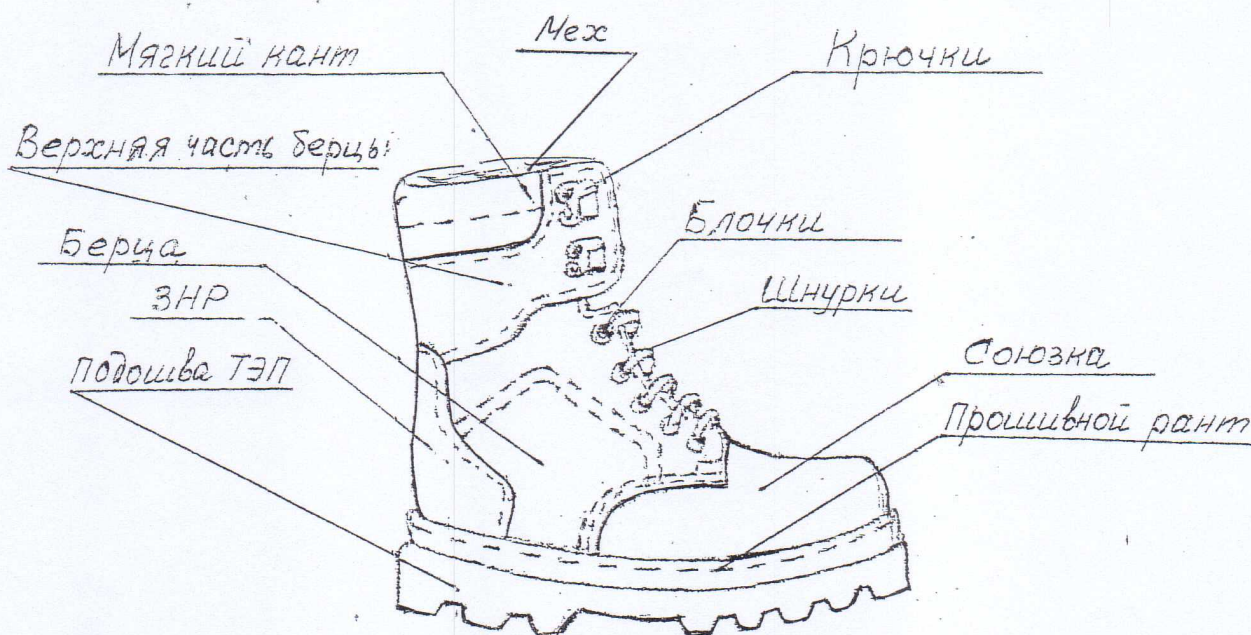 Мех
Мягкий кант
Крючки
Верхняя часть берцы
Блочки
Берца
Шнурки
ЗНР
Союзка
Подошва ТЭП
Прошивной рант